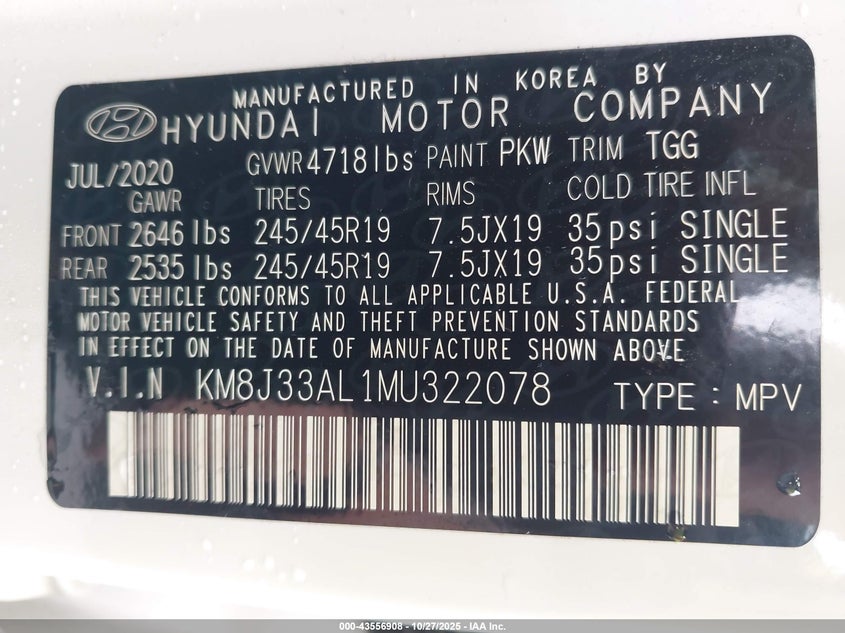 MANUFACTURED IN KOREA BY
HYUNDAI MOTOR COMPANY
JUL/2020 GVWR 4718lbs PAINT PKW TRIM TGG
GAWR TIRES RIMS COLD TIRE INFL
FRONT 2646 lbs 245/45R19 7.5JX19 35psi SINGLE
REAR 2535 lbs 245/45R19 7.5JX19 35psi SINGLE
THIS VEHICLE CONFORMS TO ALL APPLICABLE U.S.A. FEDERAL
MOTOR VEHICLE SAFETY AND THEFT PREVENTION STANDARDS
IN EFFECT ON THE DATE OF MANUFACTURE SHOWN ABOVE
V.I.N KM8J33AL1MU322078 TYPE : MPV
000-43556908 - 10/27/2025 - IAA Inc.